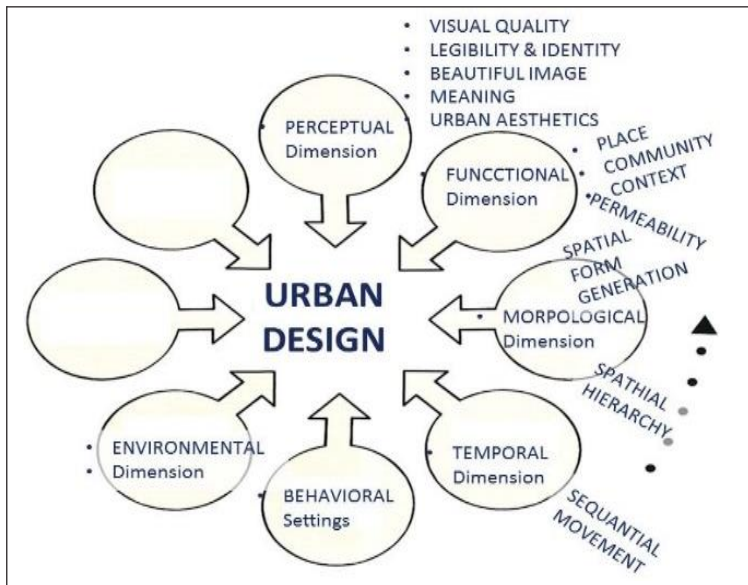 • VISUAL QUALITY
• LEGIBILITY & IDENTITY
• BEAUTIFUL IMAGE
• MEANING
• URBAN AESTHETICS
• PERCEPTUAL
Dimension
• FUNCCTIONAL
Dimension
• PLACE
• COMMUNITY
CONTEXT
• PERMEABILITY
SPATIAL
FORM
GENERATION
URBAN
DESIGN
• MORPOLOGICAL
Dimension
SPATHIAL
HIERARCHY
• ENVIRONMENTAL
• Dimension
• BEHAVIORAL
Settings
• TEMPORAL
Dimension
SEQUANTIAL
MOVEMENT